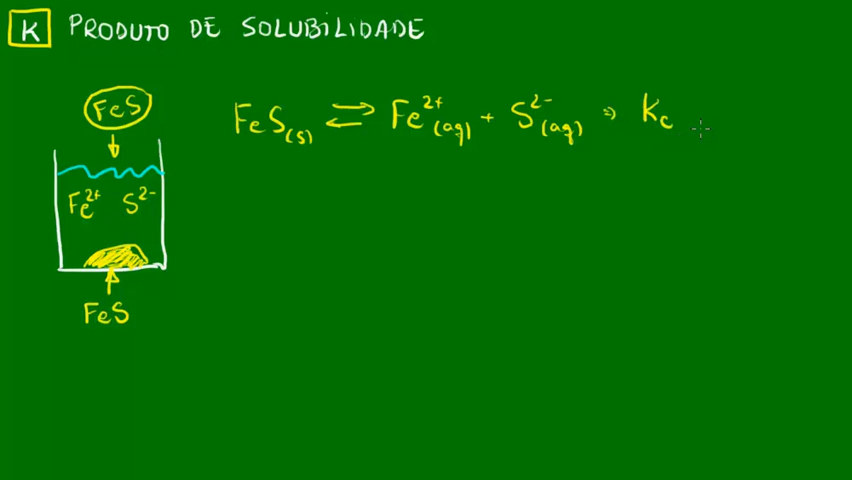 K PRODUTO DE SOLUBILIDADE
FeS
FeS(s) ⇌ Fe²⁺(aq) + S²⁻(aq) ⇒ Kc
Fe²⁺ S²⁻
FeS